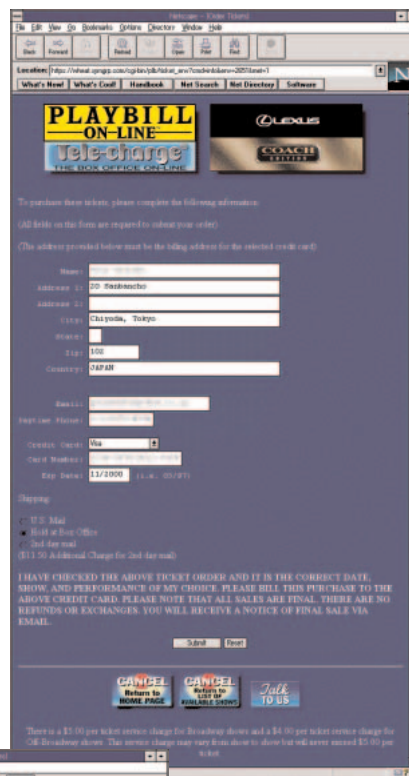 Netscape - [Order Tickets]
File Edit View Go Bookmarks Options Directory Window Help
Back Forward Reload Open Print Find
Location:
What's New! What's Cool! Handbook Net Search Net Directory Software
N
PLAYBILL
ON-LINE™
Tele-charge
THE BOX OFFICE ON-LINE
LEXUS
COACH
EDITION
To purchase these tickets, please complete the following information:
(All fields on this form are required to submit your order)
(The address provided below must be the billing address for the selected credit card)
Name:
Address 1: 20 Sanbancho
Address 2:
City: Chiyoda, Tokyo
State:
Zip: 102
Country: JAPAN
Email:
Daytime Phone:
Credit Card: Visa
Card Number:
Exp Date: 11/2000 (i.e. 05/97)
Shipping:
U.S. Mail
Hold at Box Office
2nd day mail
($11.50 Additional Charge for 2nd day mail)
I HAVE CHECKED THE ABOVE TICKET ORDER AND IT IS THE CORRECT DATE,
SHOW, AND PERFORMANCE OF MY CHOICE. PLEASE BILL THIS PURCHASE TO THE
ABOVE CREDIT CARD. PLEASE NOTE THAT ALL SALES ARE FINAL. THERE ARE NO
REFUNDS OR EXCHANGES. YOU WILL RECEIVE A NOTICE OF FINAL SALE VIA
EMAIL.
Submit Reset
CANCEL
Return to
HOME PAGE
CANCEL
Return to
LIST OF
AVAILABLE SHOWS
Talk
TO US
There is a $5.00 per ticket service charge for Broadway shows and a $4.00 per ticket service charge for
Off-Broadway shows. This service charge may vary from show to show but will never exceed $5.00 per
ticket.